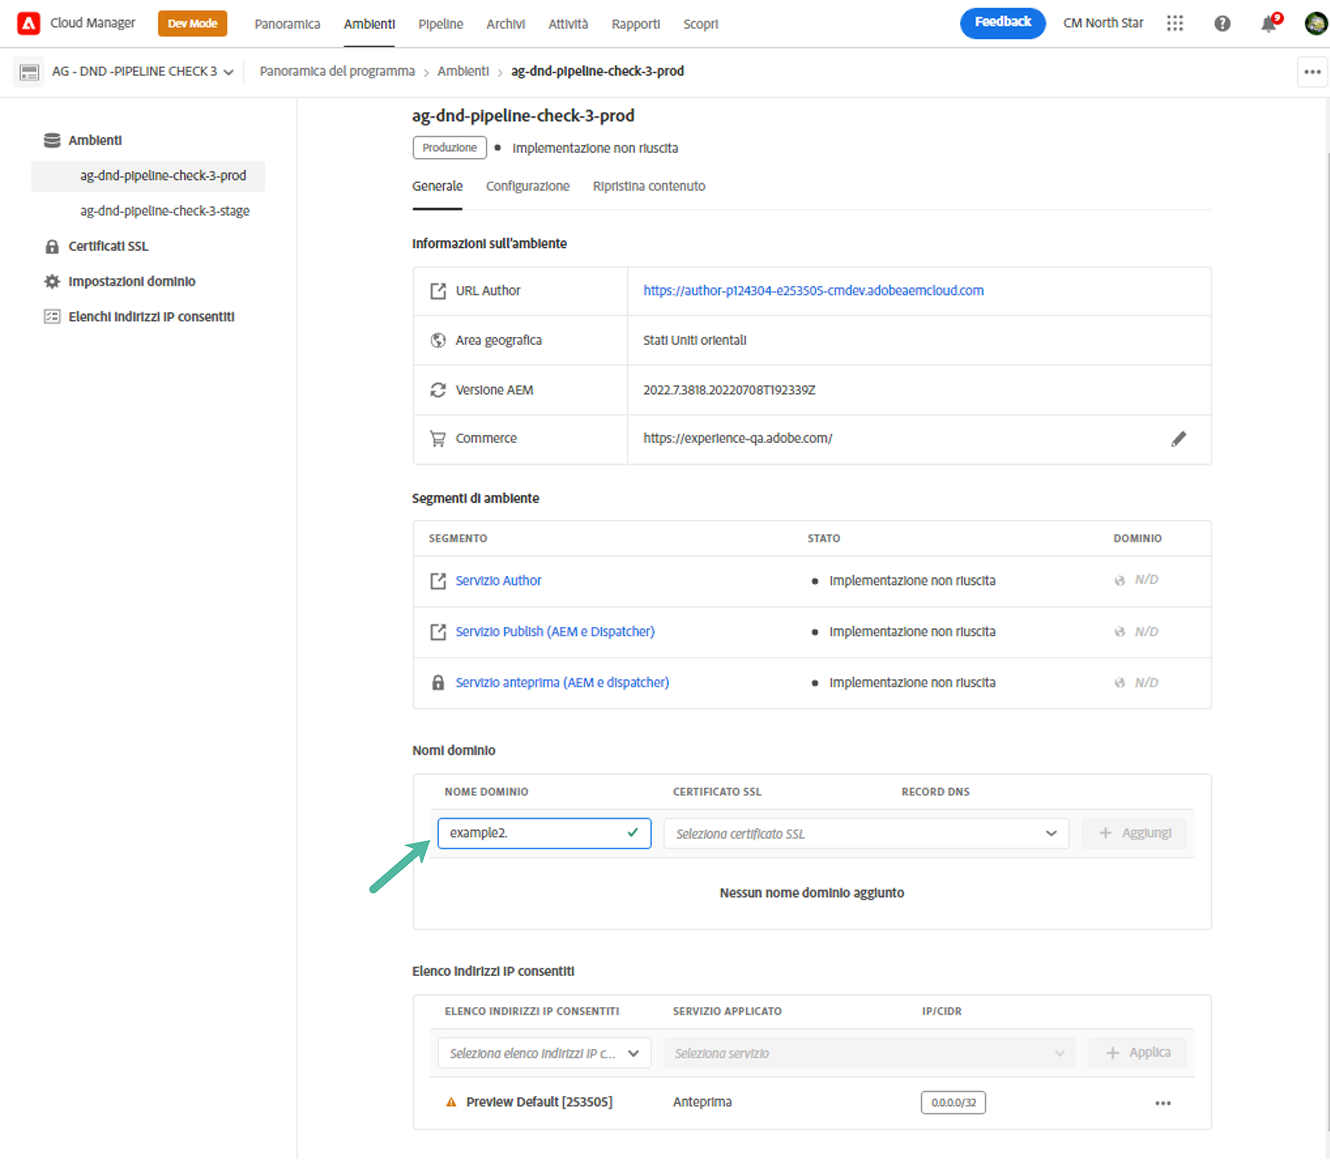 Cloud Manager
Dev Mode
Panoramica
Ambienti
Pipeline
Archivi
Attività
Rapporti
Scopri
Feedback
CM North Star
9
AG - DND -PIPELINE CHECK 3
Panoramica del programma
Ambienti
ag-dnd-pipeline-check-3-prod
Ambienti
ag-dnd-pipeline-check-3-prod
ag-dnd-pipeline-check-3-stage
Certificati SSL
Impostazioni dominio
Elenchi indirizzi IP consentiti
ag-dnd-pipeline-check-3-prod
Produzione
Implementazione non riuscita
Generale
Configurazione
Ripristina contenuto
Informazioni sull'ambiente
URL Author
https://author-p124304-e253505-cmdev.adobeaemcloud.com
Area geografica
Stati Uniti orientali
Versione AEM
2022.7.3818.20220708T192339Z
Commerce
https://experience-qa.adobe.com/
Segmenti di ambiente
SEGMENTO
STATO
DOMINIO
Servizio Author
Implementazione non riuscita
N/D
Servizio Publish (AEM e Dispatcher)
Implementazione non riuscita
N/D
Servizio anteprima (AEM e dispatcher)
Implementazione non riuscita
N/D
Nomi dominio
NOME DOMINIO
CERTIFICATO SSL
RECORD DNS
example2.
Seleziona certificato SSL
Aggiungi
Nessun nome dominio aggiunto
Elenco indirizzi IP consentiti
ELENCO INDIRIZZI IP CONSENTITI
SERVIZIO APPLICATO
IP/CIDR
Seleziona elenco indirizzi IP c...
Seleziona servizio
Applica
Preview Default [253505]
Anteprima
0.0.0.0/32